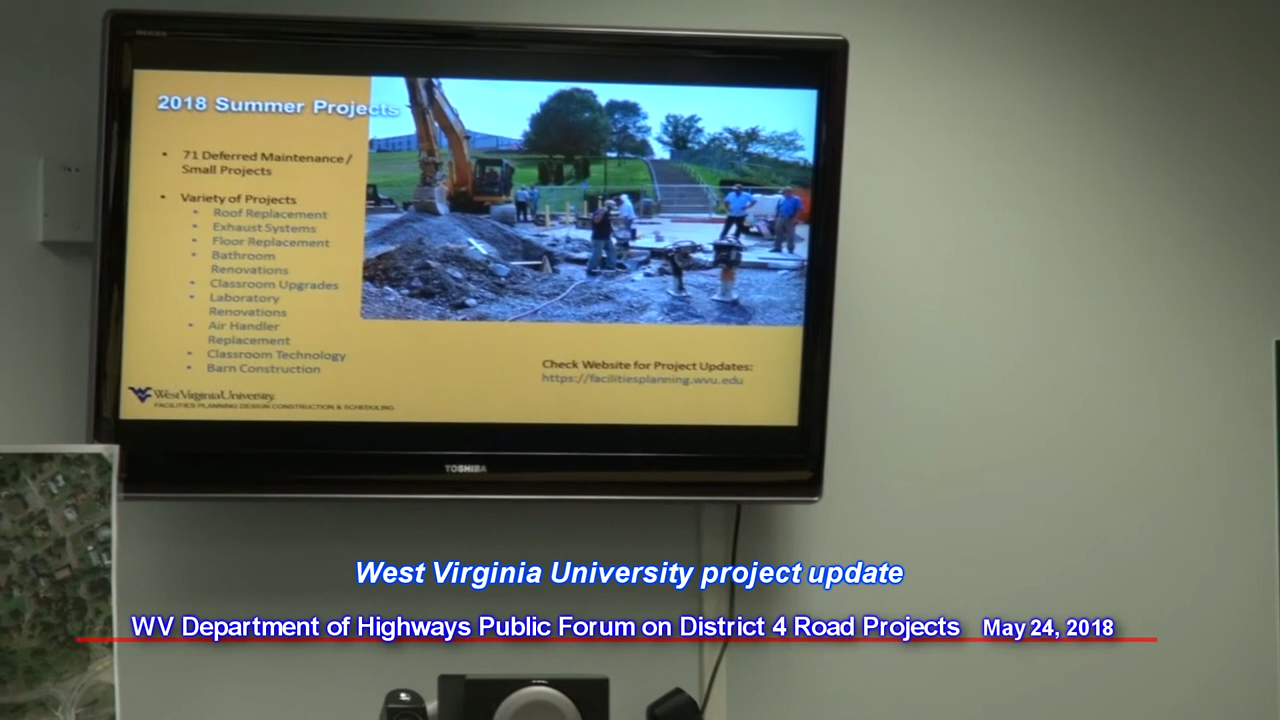 2018 Summer Projects
• 71 Deferred Maintenance /
Small Projects
• Variety of Projects
• Roof Replacement
• Exhaust Systems
• Floor Replacement
• Bathroom
Renovations
• Classroom Upgrades
• Laboratory
Renovations
• Air Handler
Replacement
• Classroom Technology
• Barn Construction
Check Website for Project Updates:
https://facilitiesplanning.wvu.edu
WestVirginiaUniversity
FACILITIES PLANNING DESIGN CONSTRUCTION & SCHEDULING
TOSHIBA
West Virginia University project update
WV Department of Highways Public Forum on District 4 Road Projects May 24, 2018